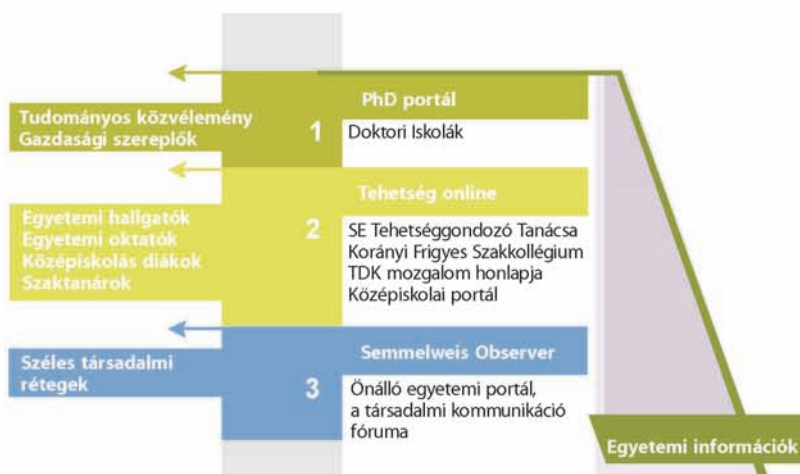 Tudományos közvélemény
Gazdasági szereplők
1
PhD portál
Doktori Iskolák
Egyetemi hallgatók
Egyetemi oktatók
Középiskolás diákok
Szaktanárok
2
Tehetség online
SE Tehetséggondozó Tanácsa
Korányi Frigyes Szakkollégium
TDK mozgalom honlapja
Középiskolai portál
Széles társadalmi
rétegek
3
Semmelweis Observer
Önálló egyetemi portál,
a társadalmi kommunikáció
fóruma
Egyetemi információk